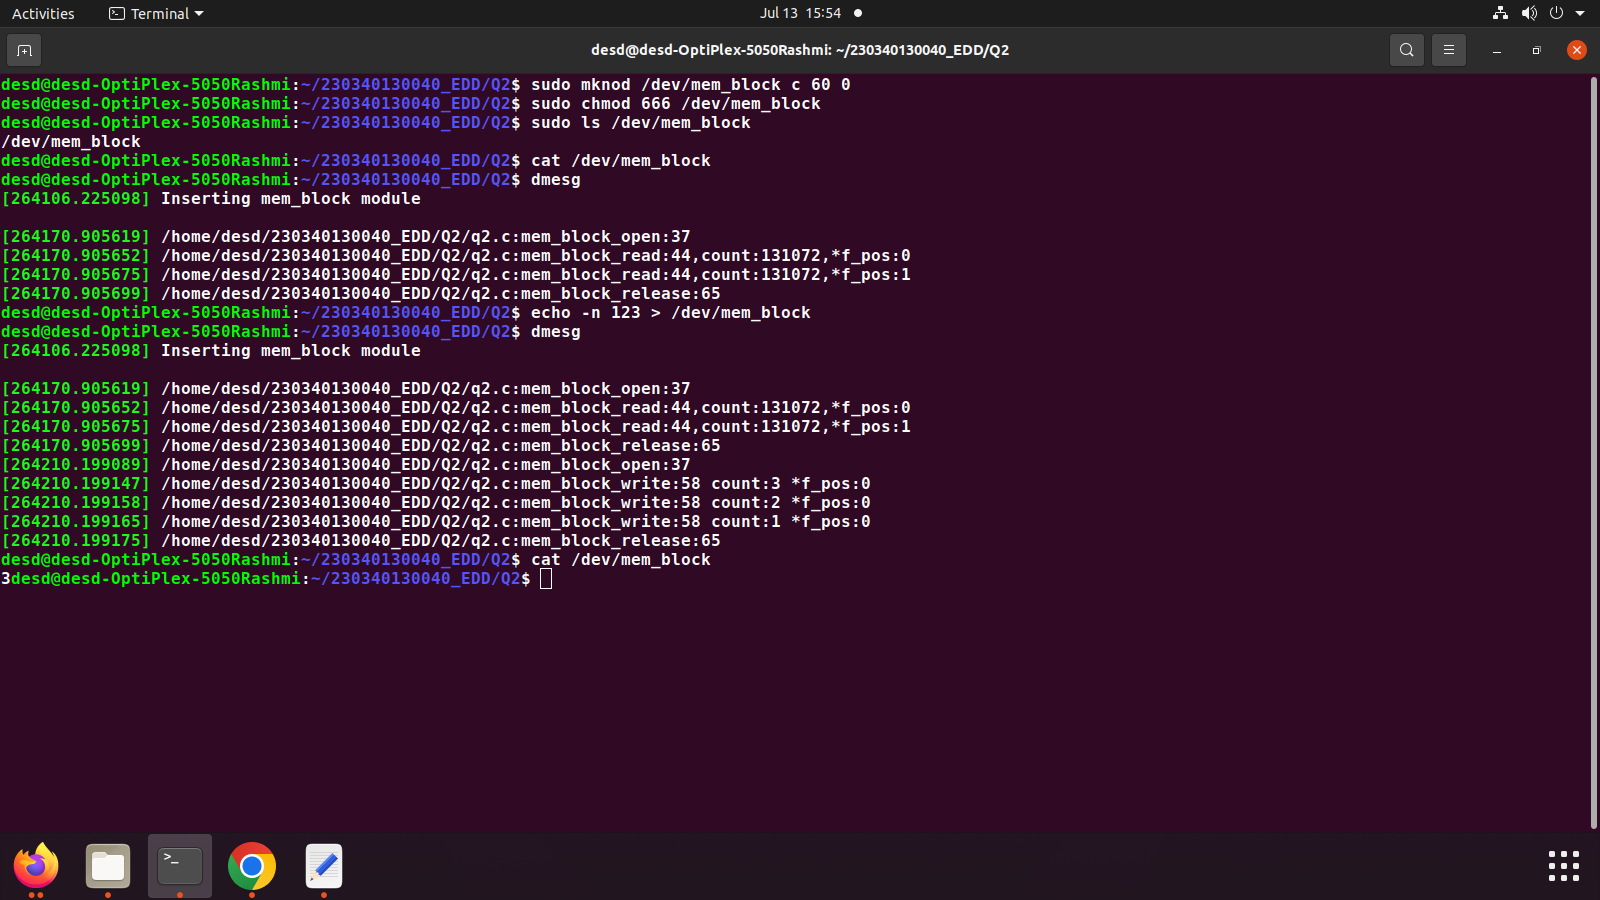 Activities Terminal Jul 13 15:54
desd@desd-OptiPlex-5050Rashmi: ~/230340130040_EDD/Q2
desd@desd-OptiPlex-5050Rashmi:~/230340130040_EDD/Q2$ sudo mknod /dev/mem_block c 60 0
desd@desd-OptiPlex-5050Rashmi:~/230340130040_EDD/Q2$ sudo chmod 666 /dev/mem_block
desd@desd-OptiPlex-5050Rashmi:~/230340130040_EDD/Q2$ sudo ls /dev/mem_block
/dev/mem_block
desd@desd-OptiPlex-5050Rashmi:~/230340130040_EDD/Q2$ cat /dev/mem_block
desd@desd-OptiPlex-5050Rashmi:~/230340130040_EDD/Q2$ dmesg
[264106.225098] Inserting mem_block module
[264170.905619] /home/desd/230340130040_EDD/Q2/q2.c:mem_block_open:37
[264170.905652] /home/desd/230340130040_EDD/Q2/q2.c:mem_block_read:44,count:131072,*f_pos:0
[264170.905675] /home/desd/230340130040_EDD/Q2/q2.c:mem_block_read:44,count:131072,*f_pos:1
[264170.905699] /home/desd/230340130040_EDD/Q2/q2.c:mem_block_release:65
desd@desd-OptiPlex-5050Rashmi:~/230340130040_EDD/Q2$ echo -n 123 > /dev/mem_block
desd@desd-OptiPlex-5050Rashmi:~/230340130040_EDD/Q2$ dmesg
[264106.225098] Inserting mem_block module
[264170.905619] /home/desd/230340130040_EDD/Q2/q2.c:mem_block_open:37
[264170.905652] /home/desd/230340130040_EDD/Q2/q2.c:mem_block_read:44,count:131072,*f_pos:0
[264170.905675] /home/desd/230340130040_EDD/Q2/q2.c:mem_block_read:44,count:131072,*f_pos:1
[264170.905699] /home/desd/230340130040_EDD/Q2/q2.c:mem_block_release:65
[264210.199089] /home/desd/230340130040_EDD/Q2/q2.c:mem_block_open:37
[264210.199147] /home/desd/230340130040_EDD/Q2/q2.c:mem_block_write:58 count:3 *f_pos:0
[264210.199158] /home/desd/230340130040_EDD/Q2/q2.c:mem_block_write:58 count:2 *f_pos:0
[264210.199165] /home/desd/230340130040_EDD/Q2/q2.c:mem_block_write:58 count:1 *f_pos:0
[264210.199175] /home/desd/230340130040_EDD/Q2/q2.c:mem_block_release:65
desd@desd-OptiPlex-5050Rashmi:~/230340130040_EDD/Q2$ cat /dev/mem_block
3desd@desd-OptiPlex-5050Rashmi:~/230340130040_EDD/Q2$
>_